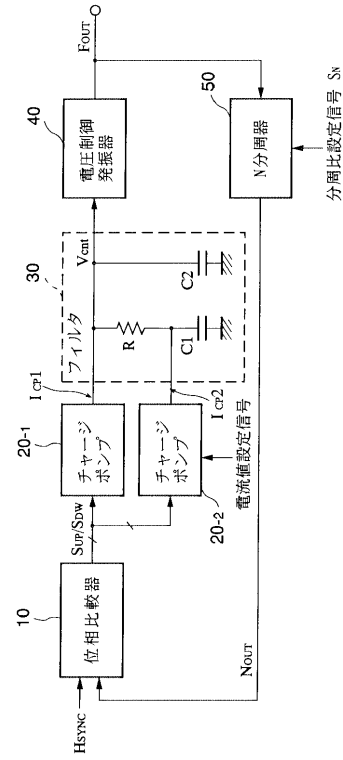 HSYNC
10
位相比較器
SUP/SDW
20-1
チャージ
ポンプ
ICP1
チャージ
ポンプ
20-2
ICP2
電流値設定信号
30
フィルタ
Vcnt
R
C1
C2
40
電圧制御
発振器
FOUT
50
N分周器
分周比設定信号 SN
NOUT